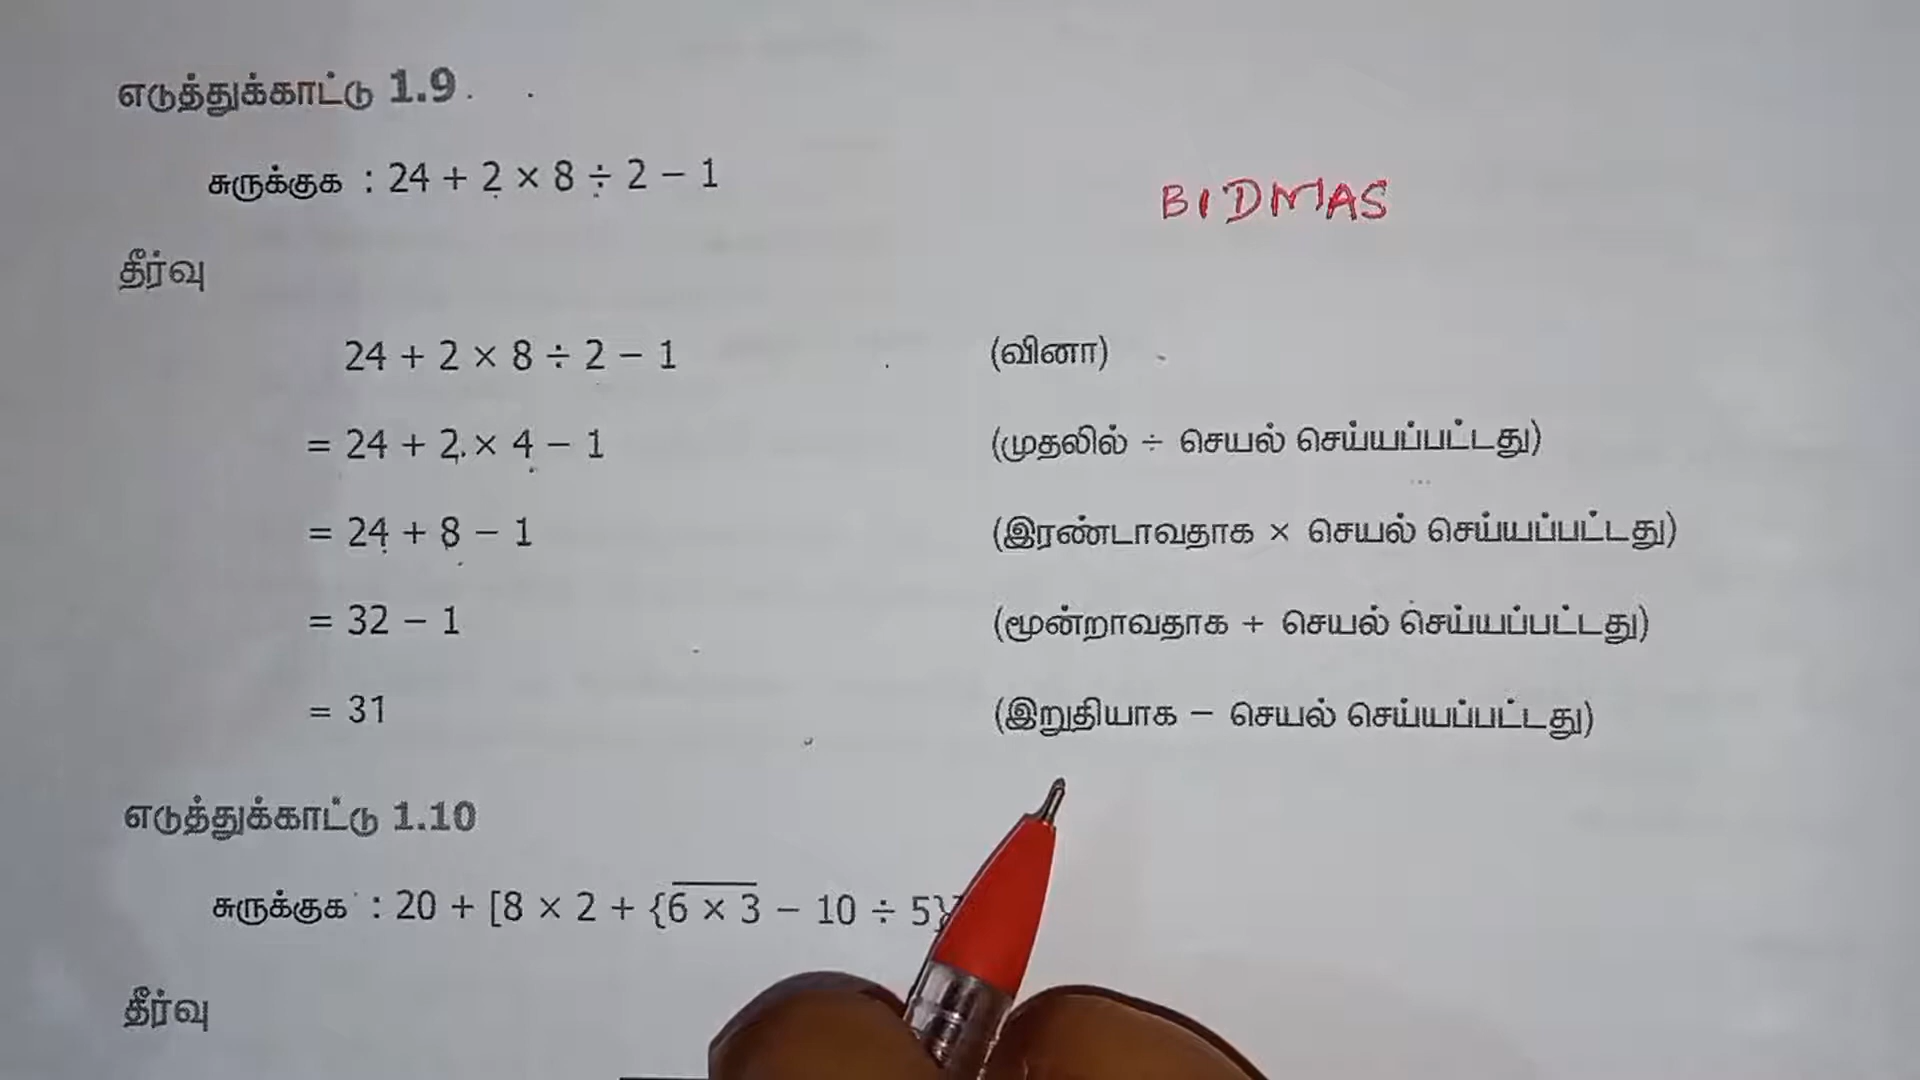 எடுத்துக்காட்டு 1.9
சுருக்குக : 24 + 2 × 8 ÷ 2 − 1
BIDMAS
தீர்வு
24 + 2 × 8 ÷ 2 − 1 (வினா)
= 24 + 2 × 4 − 1 (முதலில் ÷ செயல் செய்யப்பட்டது)
= 24 + 8 − 1 (இரண்டாவதாக × செயல் செய்யப்பட்டது)
= 32 − 1 (மூன்றாவதாக + செயல் செய்யப்பட்டது)
= 31 (இறுதியாக − செயல் செய்யப்பட்டது)
எடுத்துக்காட்டு 1.10
சுருக்குக : 20 + [8 × 2 + {6 × 3 − 10 ÷ 5}
தீர்வு